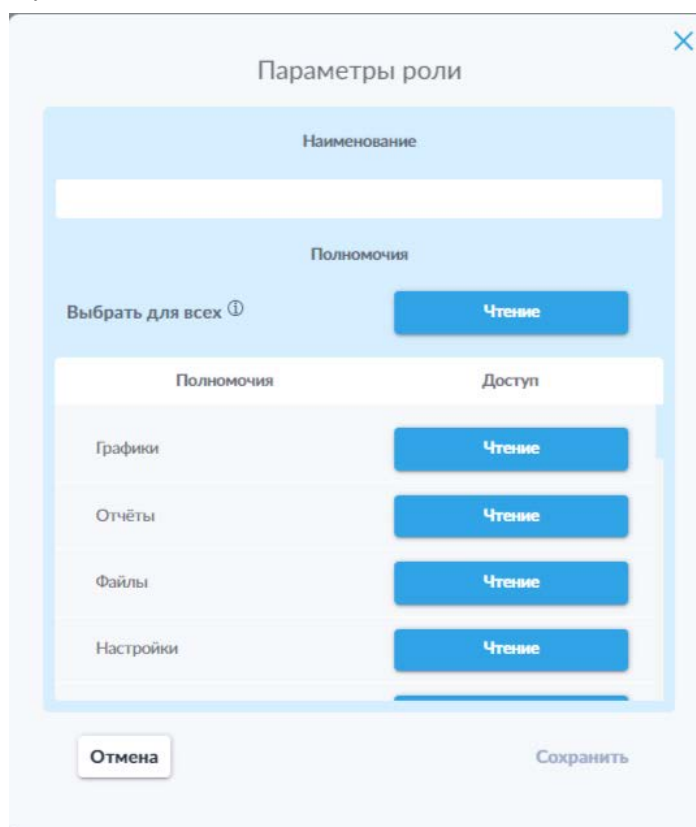 Параметры роли
Наименование
Полномочия
Выбрать для всех ⓘ Чтение
Полномочия Доступ
Графики Чтение
Отчёты Чтение
Файлы Чтение
Настройки Чтение
Отмена Сохранить